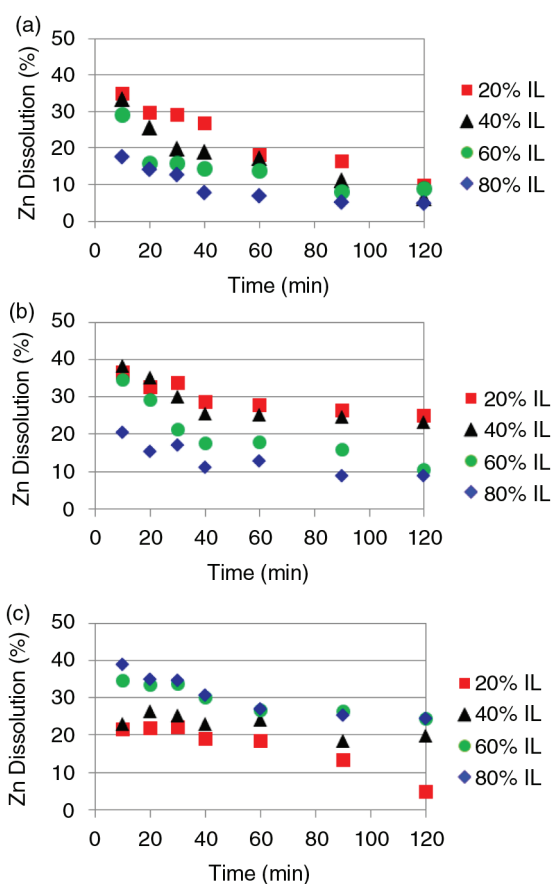 (a)
Zn Dissolution (%)
50
40
30
20
10
0
0 20 40 60 80 100 120
Time (min)
20% IL
40% IL
60% IL
80% IL
(b)
Zn Dissolution (%)
50
40
30
20
10
0
0 20 40 60 80 100 120
Time (min)
20% IL
40% IL
60% IL
80% IL
(c)
Zn Dissolution (%)
50
40
30
20
10
0
0 20 40 60 80 100 120
Time (min)
20% IL
40% IL
60% IL
80% IL